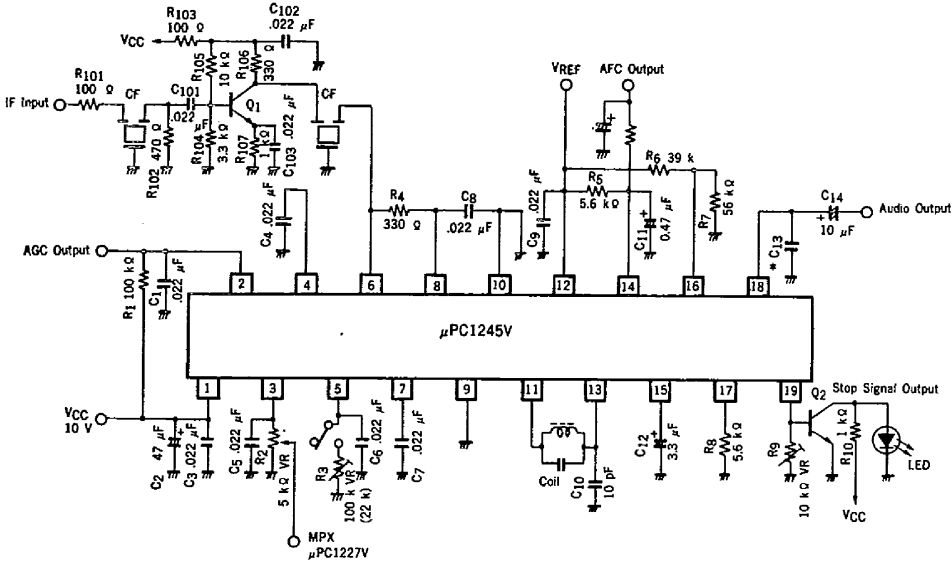 R103
100 Ω
VCC
C102
.022 µF
R105
10 kΩ
R106
330 Ω
R101
100 Ω
IF Input
CF
C101
.022 µF
Q1
CF
R102
470 Ω
R104
3.3 kΩ
R107
1 kΩ
C103
.022 µF
VREF
AFC Output
R6 39 k
R5
5.6 kΩ
R7
56 kΩ
C4 .022 µF
R4
330 Ω
C8
.022 µF
C9
.022 µF
C11
0.47 µF
+
C14
10 µF
+
Audio Output
* C13
AGC Output
R1 100 kΩ
C1
.022 µF
2
4
6
8
10
12
14
16
18
µPC1245V
1
3
5
7
9
11
13
15
17
19
VCC
10 V
C2
47 µF
+
C3 .022 µF
C5 .022 µF
R2
5 kΩ VR
R3
100 k VR
(22 k)
C6 .022 µF
C7 .022 µF
Coil
C10
10 pF
C12
3.3 µF
+
R8
5.6 kΩ
R9
10 kΩ VR
Q2
Stop Signal Output
R10 1 kΩ
LED
VCC
MPX
µPC1227V